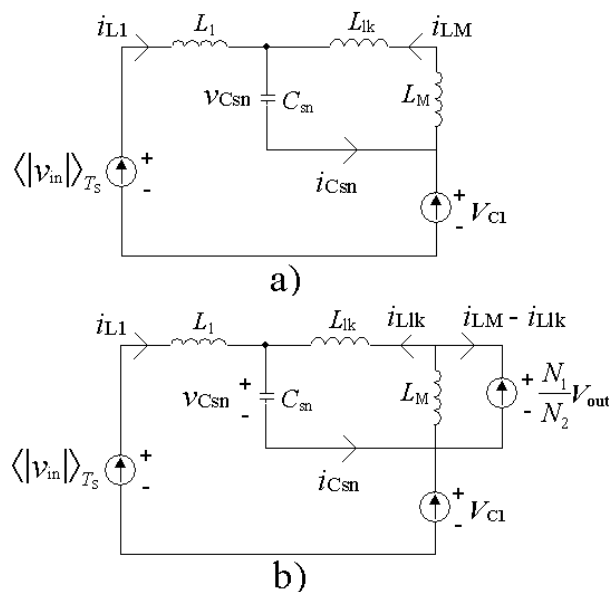 iL1 L1 Llk iLM
vCsn Csn LM
iCsn
⟨|vin|⟩TS + -
+ - VC1
a)
iL1 L1 Llk iLlk iLM - iLlk
vCsn + - Csn LM + - N1/N2 Vout
iCsn
⟨|vin|⟩TS + -
+ - VC1
b)